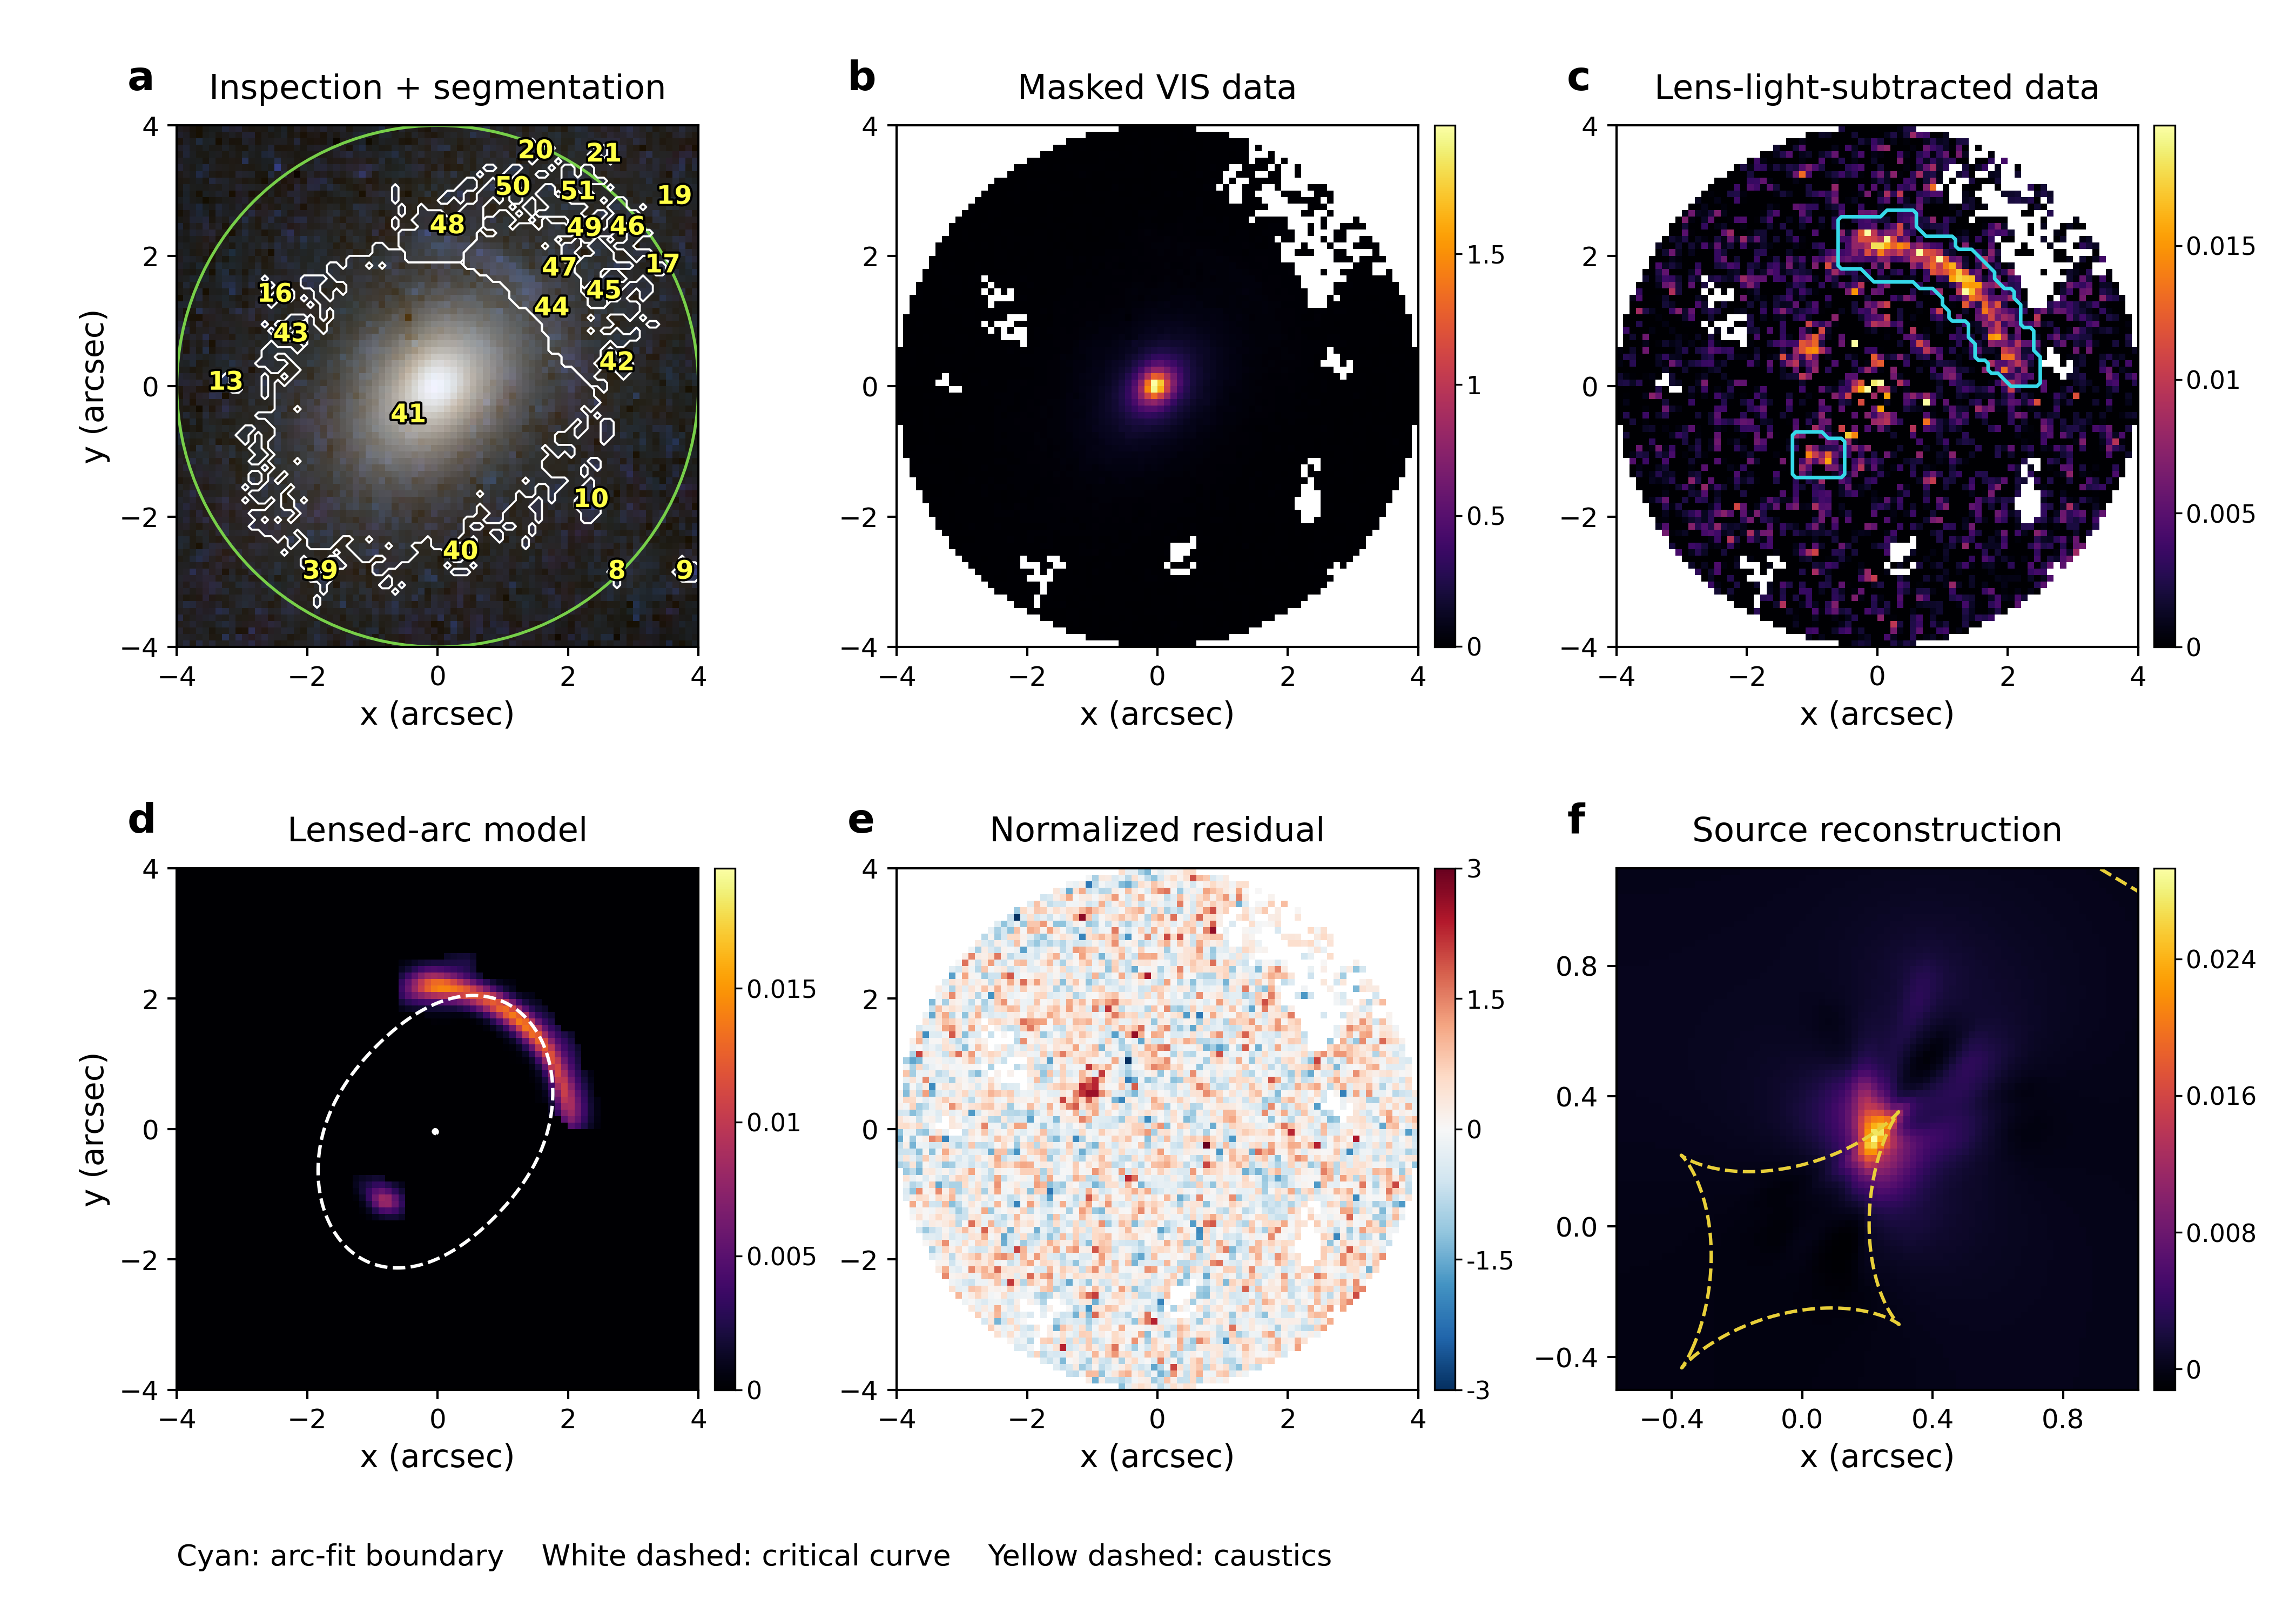 a Inspection + segmentation
4
2
0
−2
−4
y (arcsec)
20 21
50 51 19
48 49 46
47 17
16 45
43 44
42
13
41
10
40
39 8 9
−4 −2 0 2 4
x (arcsec)
b Masked VIS data
4
2
0
−2
−4
−4 −2 0 2 4
x (arcsec)
1.5
1
0.5
0
c Lens-light-subtracted data
4
2
0
−2
−4
−4 −2 0 2 4
x (arcsec)
0.015
0.01
0.005
0
d Lensed-arc model
4
2
0
−2
−4
y (arcsec)
−4 −2 0 2 4
x (arcsec)
0.015
0.01
0.005
0
e Normalized residual
4
2
0
−2
−4
−4 −2 0 2 4
x (arcsec)
3
1.5
0
-1.5
-3
f Source reconstruction
0.8
0.4
0.0
−0.4
−0.4 0.0 0.4 0.8
x (arcsec)
0.024
0.016
0.008
0
Cyan: arc-fit boundary White dashed: critical curve Yellow dashed: caustics